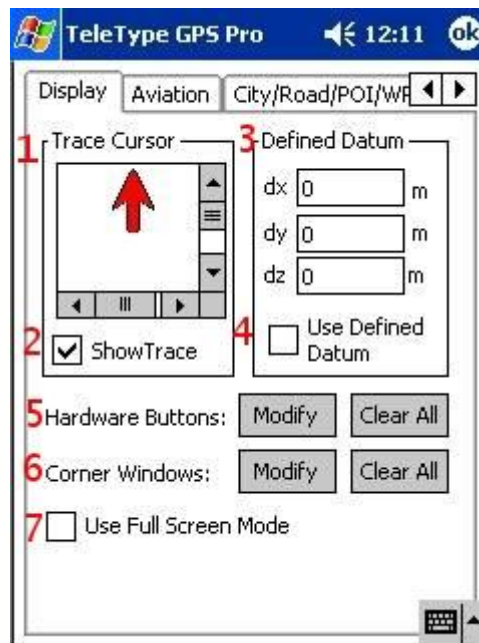 TeleType GPS Pro 12:11 ok
Display Aviation City/Road/POI/WP
1 Trace Cursor
3 Defined Datum
dx 0 m
dy 0 m
dz 0 m
2 ShowTrace
4 Use Defined
Datum
5 Hardware Buttons: Modify Clear All
6 Corner Windows: Modify Clear All
7 Use Full Screen Mode